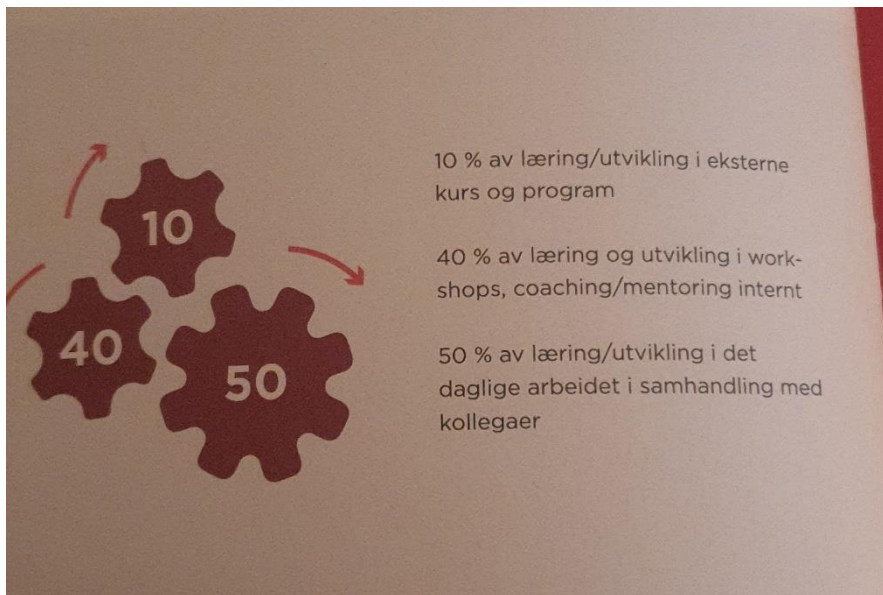 10
40
50
10 % av læring/utvikling i eksterne
kurs og program
40 % av læring og utvikling i work-
shops, coaching/mentoring internt
50 % av læring/utvikling i det
daglige arbeidet i samhandling med
kollegaer